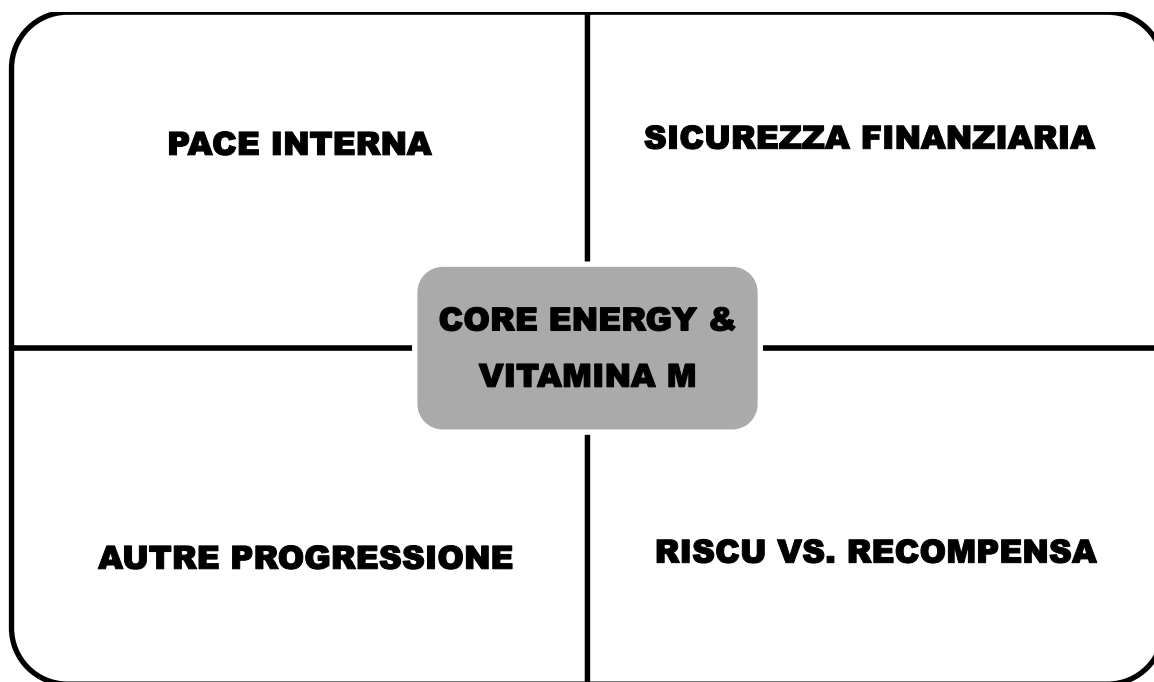 PACE INTERNA
SICUREZZA FINANZIARIA
CORE ENERGY &
VITAMINA M
AUTRE PROGRESSIONE
RISCU VS. RECOMPENSA